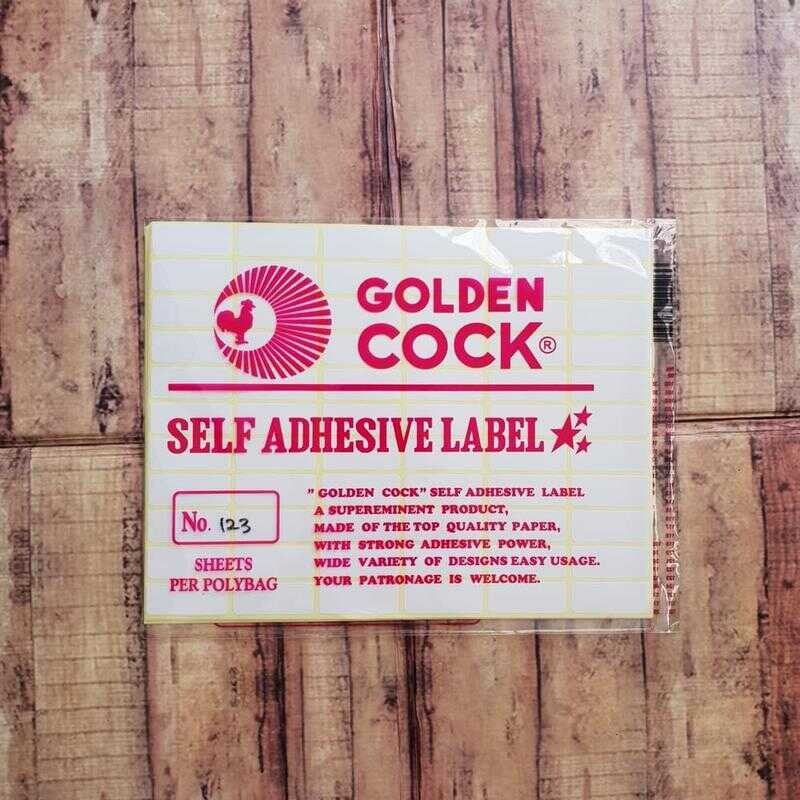 GOLDEN
COCK®
SELF ADHESIVE LABEL
No. 123
SHEETS
PER POLYBAG
"GOLDEN COCK" SELF ADHESIVE LABEL
A SUPEREMINENT PRODUCT,
MADE OF THE TOP QUALITY PAPER,
WITH STRONG ADHESIVE POWER,
WIDE VARIETY OF DESIGNS EASY USAGE.
YOUR PATRONAGE IS WELCOME.